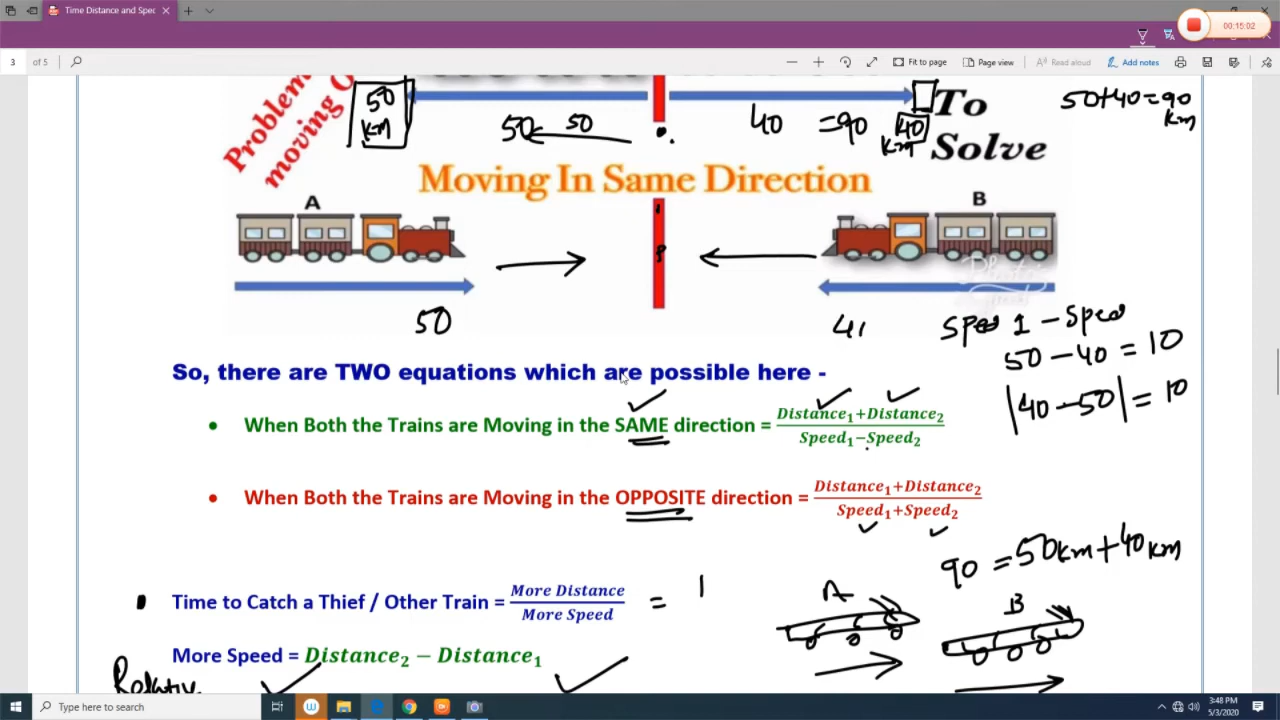 Time Distance and Spec
00:15:02
3 of 5
Fit to page
Page view
Read aloud
Add notes
Problem
moving O
50
KM
50 50
40 =90
40
KM
To
Solve
50+40=90
KM
Moving In Same Direction
A
B
50
Speed 1 - Speed
50 - 40 = 10
|40 - 50| = 10
So, there are TWO equations which are possible here -
• When Both the Trains are Moving in the SAME direction = Distance₁+Distance₂ / Speed₁−Speed₂
• When Both the Trains are Moving in the OPPOSITE direction = Distance₁+Distance₂ / Speed₁+Speed₂
90 = 50km + 40km
Time to Catch a Thief / Other Train = More Distance / More Speed =
A
B
More Speed = Distance₂ − Distance₁
Relative
Type here to search
3:48 PM
5/3/2020